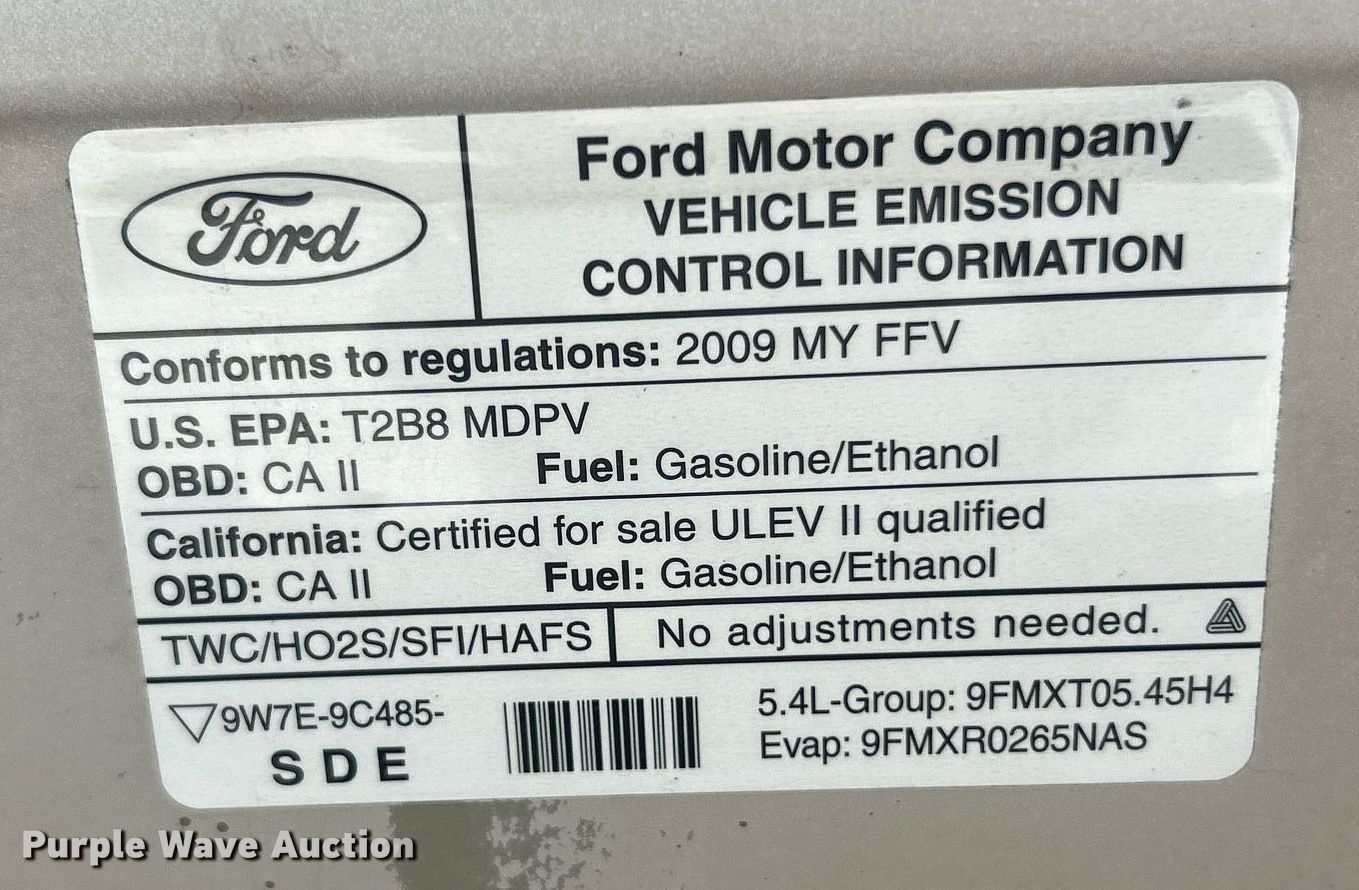 Ford
Ford Motor Company
VEHICLE EMISSION
CONTROL INFORMATION
Conforms to regulations: 2009 MY FFV
U.S. EPA: T2B8 MDPV
OBD: CA II Fuel: Gasoline/Ethanol
California: Certified for sale ULEV II qualified
OBD: CA II Fuel: Gasoline/Ethanol
TWC/HO2S/SFI/HAFS No adjustments needed.
9W7E-9C485-
S D E
5.4L-Group: 9FMXT05.45H4
Evap: 9FMXR0265NAS
Purple Wave Auction